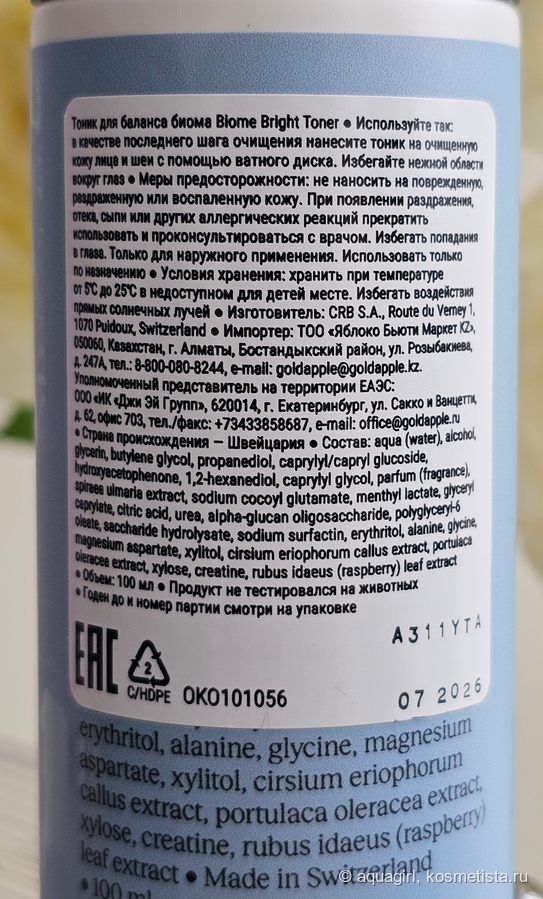 Тоник для баланса биома Biome Bright Toner • Используйте так:
в качестве последнего шага очищения нанесите тоник на очищенную
кожу лица и шеи с помощью ватного диска. Избегайте нежной области
вокруг глаз • Меры предосторожности: не наносить на поврежденную,
раздраженную или воспаленную кожу. При появлении раздражения,
отека, сыпи или других аллергических реакций прекратить
использовать и проконсультироваться с врачом. Избегать попадания
в глаза. Только для наружного применения. Использовать только
по назначению • Условия хранения: хранить при температуре
от 5°C до 25°C в недоступном для детей месте. Избегать воздействия
прямых солнечных лучей • Изготовитель: CRB S.A., Route du Verney 1,
1070 Puidoux, Switzerland • Импортер: ТОО «Яблоко Бьюти Маркет KZ»,
050060, Казахстан, г. Алматы, Бостандыкский район, ул. Розыбакиева,
д. 247А, тел.: 8-800-080-8244, e-mail: goldapple@goldapple.kz.
Уполномоченный представитель на территории ЕАЭС:
ООО «ИК «Джи Эй Групп», 620014, г. Екатеринбург, ул. Сакко и Ванцетти,
д. 62, офис 703, тел./факс: +73433858687, e-mail: office@goldapple.ru
• Страна происхождения – Швейцария • Состав: aqua (water), alcohol,
glycerin, butylene glycol, propanediol, caprylyl/capryl glucoside,
hydroxyacetophenone, 1,2-hexanediol, caprylyl glycol, parfum (fragrance),
spiraea ulmaria extract, sodium cocoyl glutamate, menthyl lactate, glyceryl
caprylate, citric acid, urea, alpha-glucan oligosaccharide, polyglyceryl-6
oleate, saccharide hydrolysate, sodium surfactin, erythritol, alanine, glycine,
magnesium aspartate, xylitol, cirsium eriophorum callus extract, portulaca
oleracea extract, xylose, creatine, rubus idaeus (raspberry) leaf extract
• Объем: 100 мл • Продукт не тестировался на животных
• Годен до и номер партии смотри на упаковке
A311YTA
EAC 2 C/HDPE OKO101056
07 2026
erythritol, alanine, glycine, magnesium
aspartate, xylitol, cirsium eriophorum
callus extract, portulaca oleracea extract,
xylose, creatine, rubus idaeus (raspberry)
leaf extract • Made in Switzerland
• 100 ml
© aquagirl, kosmetista.ru